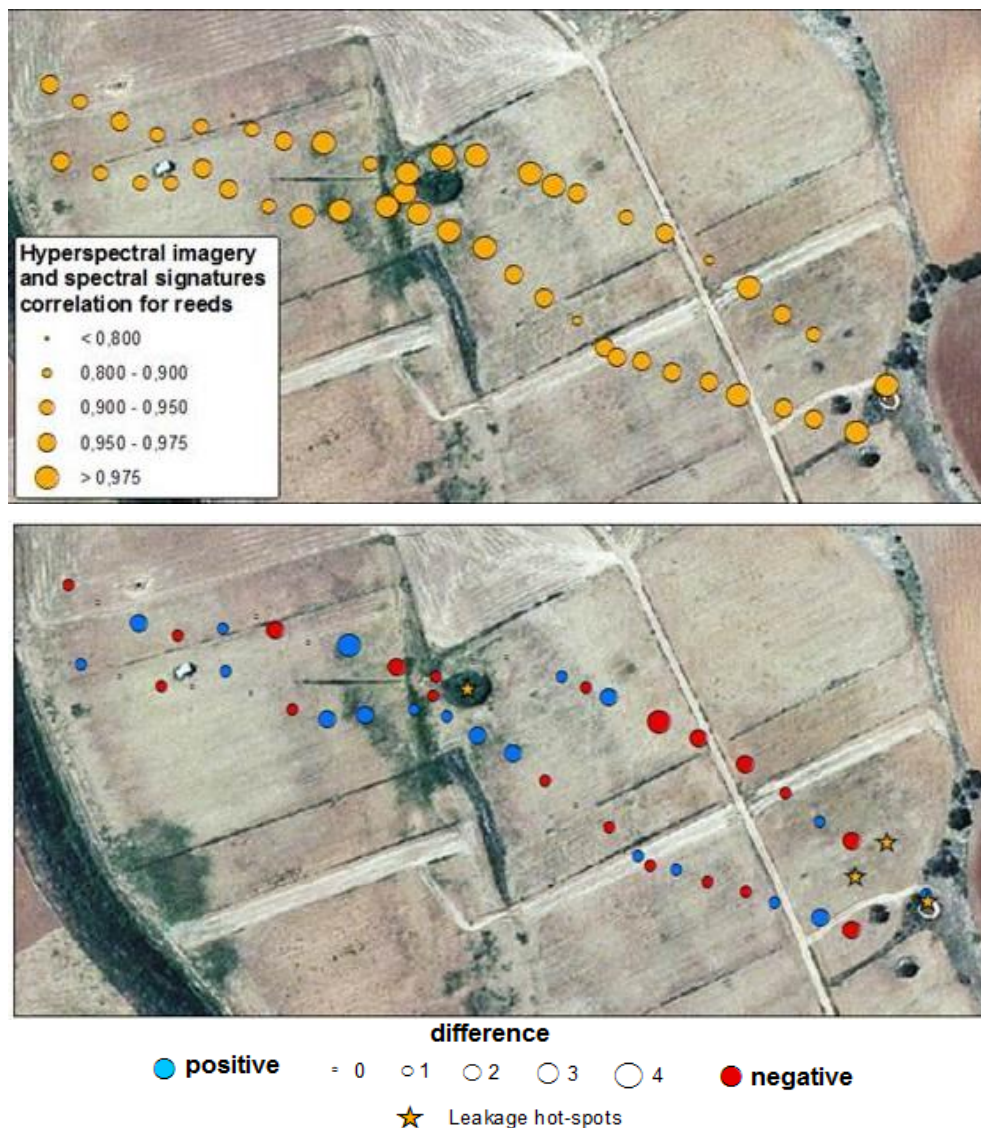 Hyperspectral imagery
and spectral signatures
correlation for reeds
< 0,800
0,800 - 0,900
0,900 - 0,950
0,950 - 0,975
> 0,975
difference
positive 0 1 2 3 4 negative
Leakage hot-spots